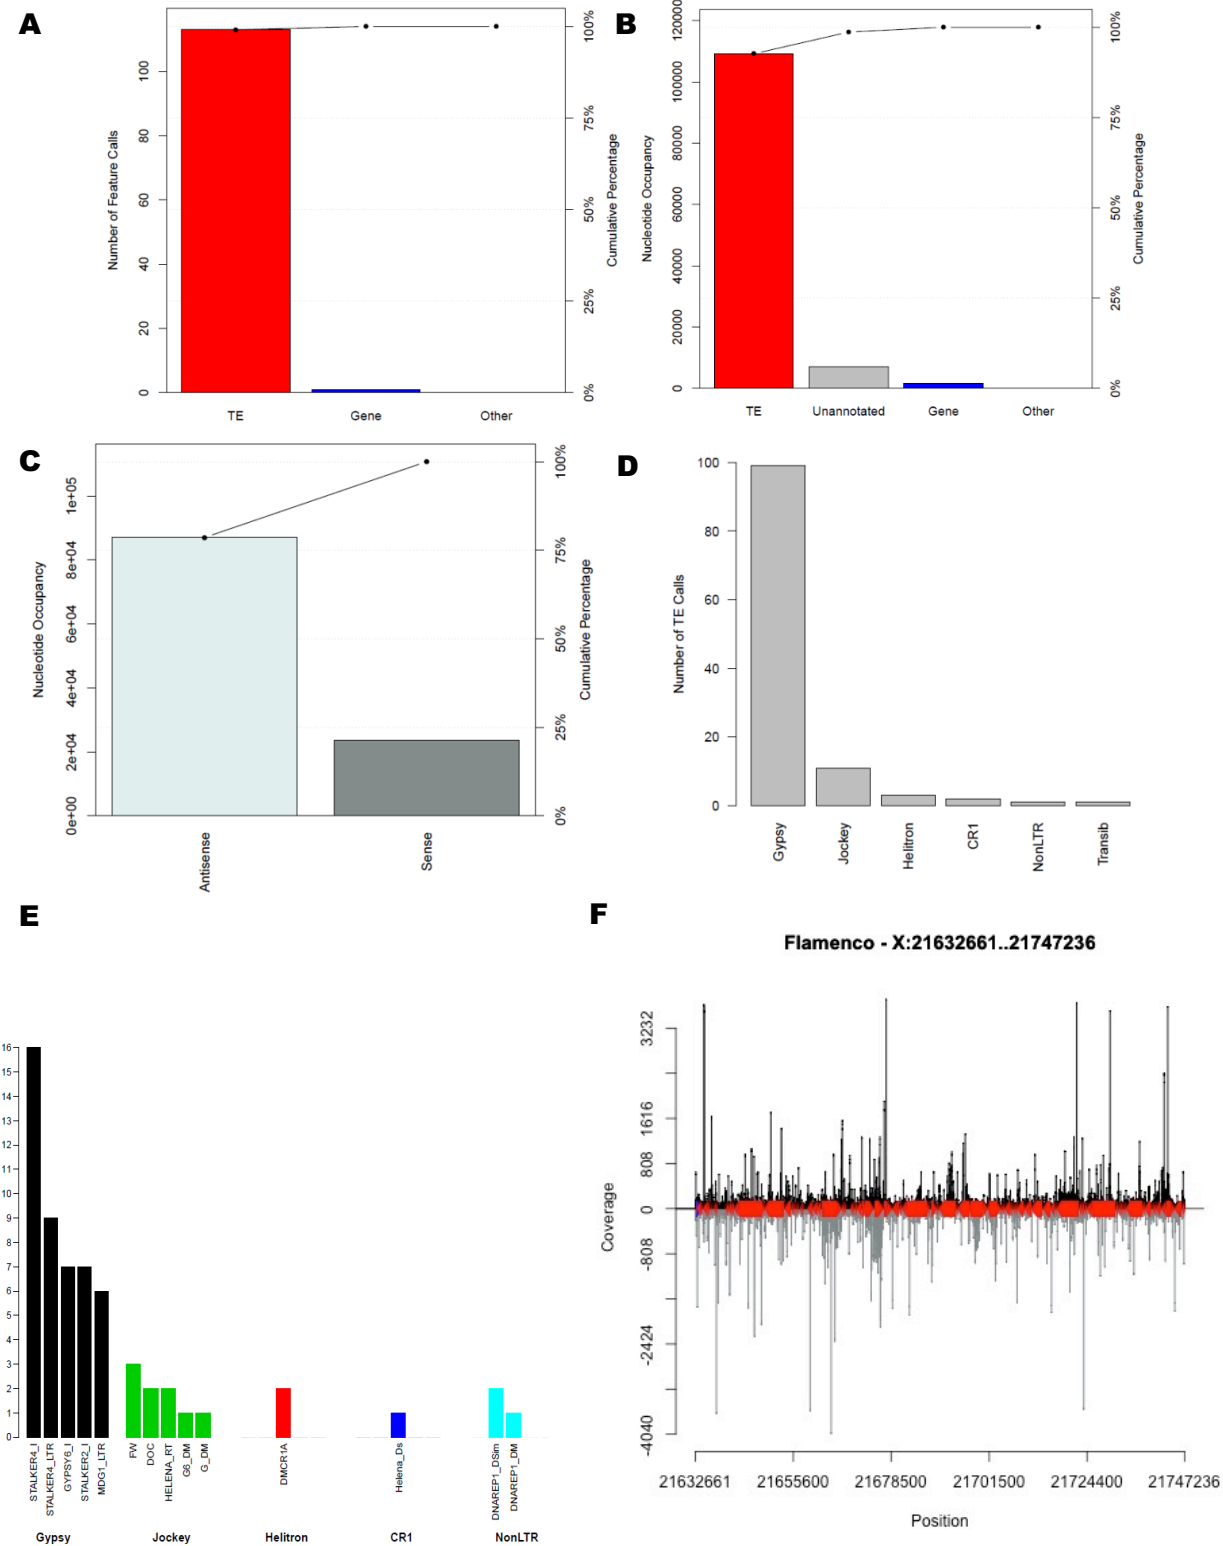 A
Number of Feature Calls
0
20
40
60
80
100
0%
25%
50%
75%
100%
Cumulative Percentage
TE
Gene
Other
B
Nucleotide Occupancy
0
20000
40000
60000
80000
100000
120000
0%
25%
50%
75%
100%
Cumulative Percentage
TE
Unannotated
Gene
Other
C
Nucleotide Occupancy
0e+00
2e+04
4e+04
6e+04
8e+04
1e+05
0%
25%
50%
75%
100%
Cumulative Percentage
Antisense
Sense
D
Number of TE Calls
100
80
60
40
20
0
Gypsy
Jockey
Helitron
CR1
NonLTR
Transib
E
16
15
14
13
12
11
10
9
8
7
6
5
4
3
2
1
0
STALKER4_I
STALKER4_LTR
GYPSY6_I
STALKER2_I
MDG1_LTR
FW
DOC
HELENA_RT
G6_DM
G_DM
DMCR1A
Helena_Ds
DNAREP1_DSim
DNAREP1_DM
Gypsy
Jockey
Helitron
CR1
NonLTR
F
Flamenco - X:21632661..21747236
Coverage
3232
1616
808
0
-808
-2424
-4040
21632661
21655600
21678500
21701500
21724400
21747236
Position